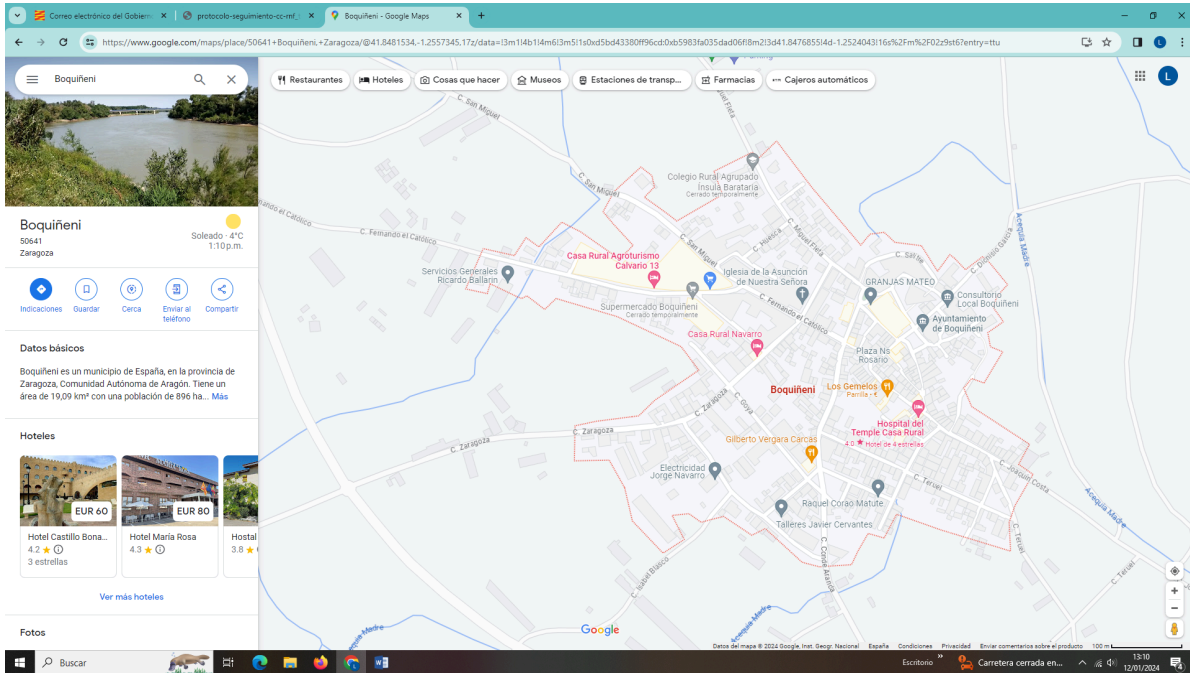 Correo electrónico del Gobiern
protocolo-seguimiento-cc-mf_
Boquiñeni - Google Maps
https://www.google.com/maps/place/50641+Boquiñeni,+Zaragoza/@41.8481534,-1.2557345,17z/data=!3m1!4b1!4m6!3m5!1s0xd5bd43380ff96cd:0xb5983fa035dad06f!8m2!3d41.8476855!4d-1.2524043!16s%2Fm%2F02z9st6?entry=ttu
Boquiñeni
Restaurantes
Hoteles
Cosas que hacer
Museos
Estaciones de transp...
Farmacias
Cajeros automáticos
L
Boquiñeni
50641
Zaragoza
Soleado · 4°C
1:10 p.m.
Indicaciones
Guardar
Cerca
Enviar al
teléfono
Compartir
Datos básicos
Boquiñeni es un municipio de España, en la provincia de
Zaragoza, Comunidad Autónoma de Aragón. Tiene un
área de 19,09 km² con una población de 896 ha... Más
Hoteles
EUR 60
EUR 80
Hotel Castillo Bona...
4.2
3 estrellas
Hotel María Rosa
4.3
Hostal
3.8
Ver más hoteles
Fotos
C. San Miguel
C. San Miguel
Colegio Rural Agrupado
Ínsula Barataria
Cerrado temporalmente
C. Miguel Fleta
C. Huesca
C. San Miguel
C. Fernando el Católico
Servicios Generales
Ricardo Ballarin
Casa Rural Agroturismo
Calvario 13
Supermercado Boquiñeni
Cerrado temporalmente
Iglesia de la Asunción
de Nuestra Señora
C. Fernando el Católico
GRANJAS MATEO
C. Dionisio Gazca
Acequia Madre
Consultorio
Local Boquiñeni
Ayuntamiento
de Boquiñeni
Casa Rural Navarro
Plaza Ns
Rosario
Boquiñeni
Los Gemelos
Parrilla • €
Hospital del
Temple Casa Rural
4.0 ★ Hotel de 4 estrellas
C. Zaragoza
C. Goya
C. Zaragoza
C. Zaragoza
Gilberto Vergara Carcas
Electricidad
Jorge Navarro
Raquel Corao Matute
Talleres Javier Cervantes
C. Teruel
C. Joaquín Costa
Acequia Madre
C. Teruel
C. Teruel
C. Conde Aranda
C. Isabel Blasco
Acequia Madre
Google
Datos del mapa © 2024 Google, Inst. Geogr. Nacional
España
Condiciones
Privacidad
Enviar comentarios sobre el producto
100 m
Buscar
Escritorio
Carretera cerrada en...
13:10
12/01/2024